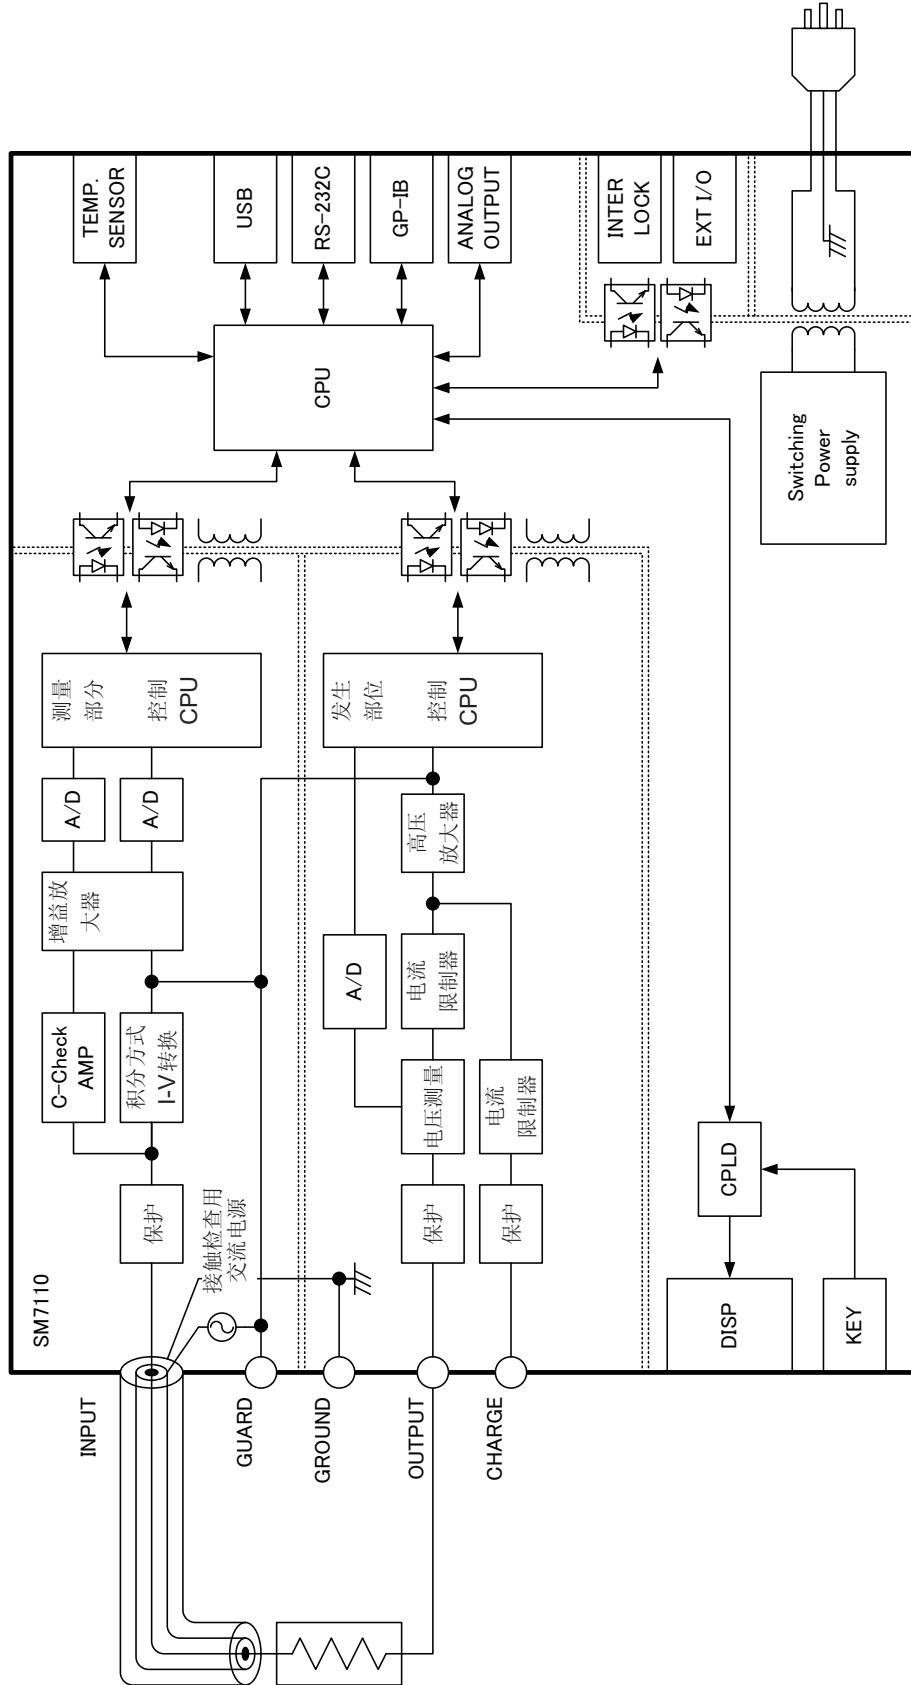 SM7110
INPUT
GUARD
GROUND
OUTPUT
CHARGE
保护
接触检查用
交流电源
C-Check
AMP
积分方式
I-V转换
增益放
大器
A/D
A/D
测量
部分
控制
CPU
保护
电压测量
A/D
电流
限制器
高压
放大器
发生
部位
控制
CPU
保护
电流
限制器
CPU
TEMP.
SENSOR
USB
RS-232C
GP-IB
ANALOG
OUTPUT
INTER
LOCK
EXT I/O
Switching
Power
supply
DISP
CPLD
KEY